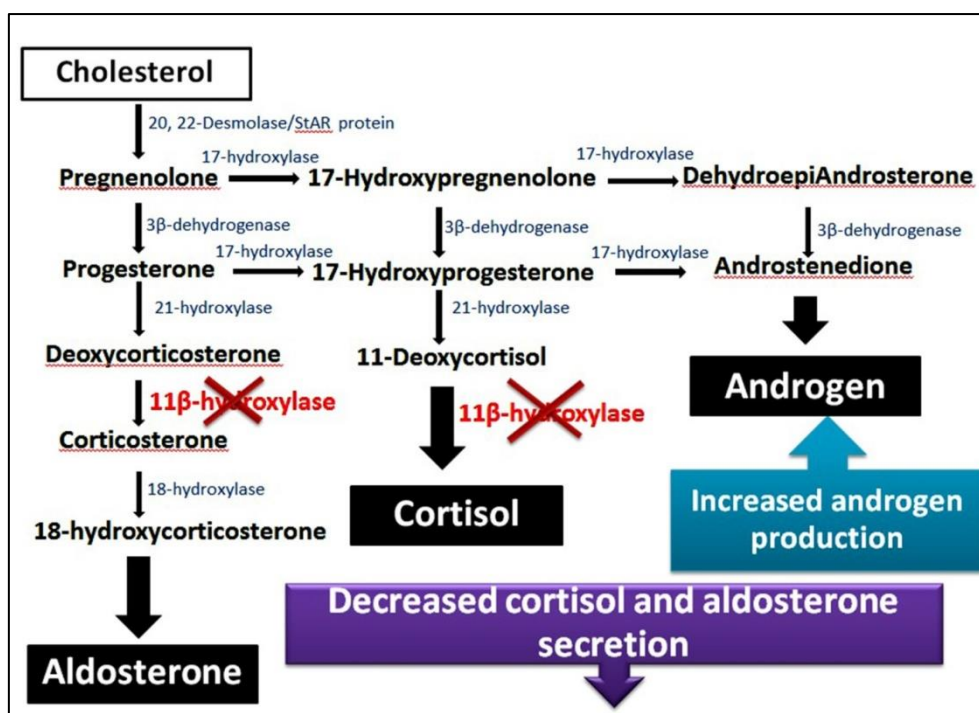 Cholesterol
20, 22-Desmolase/StAR protein
17-hydroxylase
17-hydroxylase
Pregnenolone
17-Hydroxypregnenolone
DehydroepiAndrosterone
3β-dehydrogenase
3β-dehydrogenase
3β-dehydrogenase
17-hydroxylase
17-hydroxylase
Progesterone
17-Hydroxyprogesterone
Androstenedione
21-hydroxylase
21-hydroxylase
Deoxycorticosterone
11-Deoxycortisol
Androgen
11β-hydroxylase
11β-hydroxylase
Corticosterone
18-hydroxylase
Cortisol
Increased androgen
production
18-hydroxycorticosterone
Decreased cortisol and aldosterone
secretion
Aldosterone